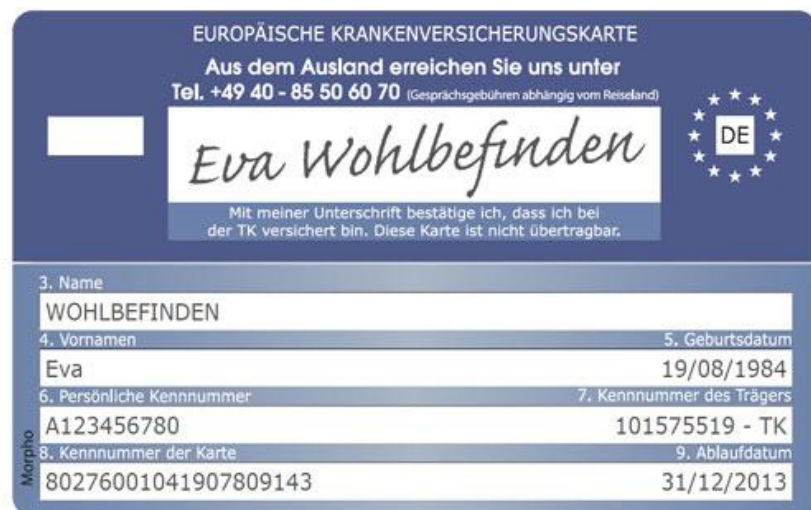 EUROPÄISCHE KRANKENVERSICHERUNGSKARTE
Aus dem Ausland erreichen Sie uns unter
Tel. +49 40 - 85 50 60 70 (Gesprächsgebühren abhängig vom Reiseland)
DE
Eva Wohlbefinden
Mit meiner Unterschrift bestätige ich, dass ich bei
der TK versichert bin. Diese Karte ist nicht übertragbar.
3. Name
WOHLBEFINDEN
4. Vornamen 5. Geburtsdatum
Eva 19/08/1984
6. Persönliche Kennnummer 7. Kennnummer des Trägers
A123456780 101575519 - TK
8. Kennnummer der Karte 9. Ablaufdatum
80276001041907809143 31/12/2013
Morpho